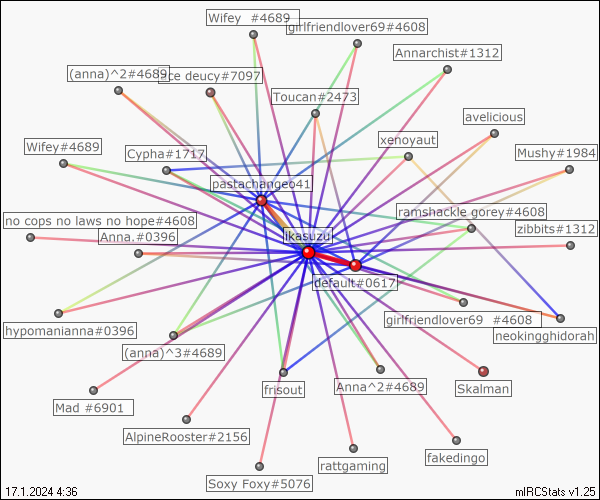 Wifey  #4689
girlfriendlover69#4608
Annarchist#1312
(anna)^2#4689
ce deucy#7097
Toucan#2473
avelicious
xenoyaut
Wifey#4689
Cypha#1717
Mushy#1984
pastachangeo41
no cops no laws no hope#4608
ramshackle gorey#4608
zibbits#1312
Anna.#0396
ikasuzu
default#0617
girlfriendlover69  #4608
hypomanianna#0396
neokingghidorah
(anna)^3#4689
frisout
Anna^2#4689
Skalman
Mad #6901
AlpineRooster#2156
fakedingo
rattgaming
Soxy Foxy#5076
17.1.2024 4:36
mIRCStats v1.25